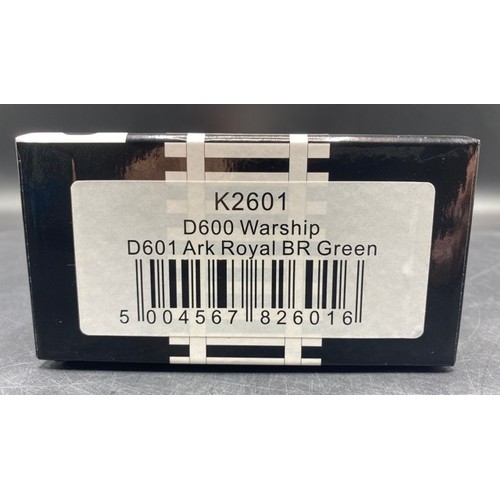 K2601
D600 Warship
D601 Ark Royal BR Green
5 004567 826016